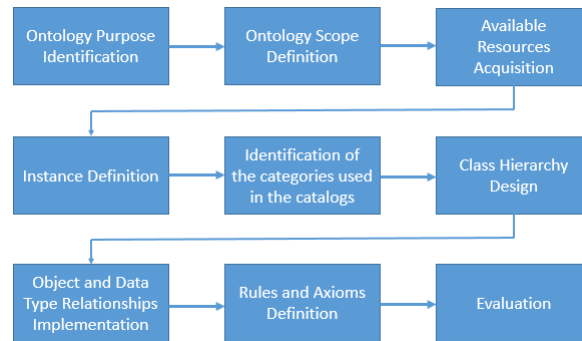 Ontology Purpose
Identification
Ontology Scope
Definition
Available
Resources
Acquisition
Instance Definition
Identification of
the categories used
in the catalogs
Class Hierarchy
Design
Object and Data
Type Relationships
Implementation
Rules and Axioms
Definition
Evaluation